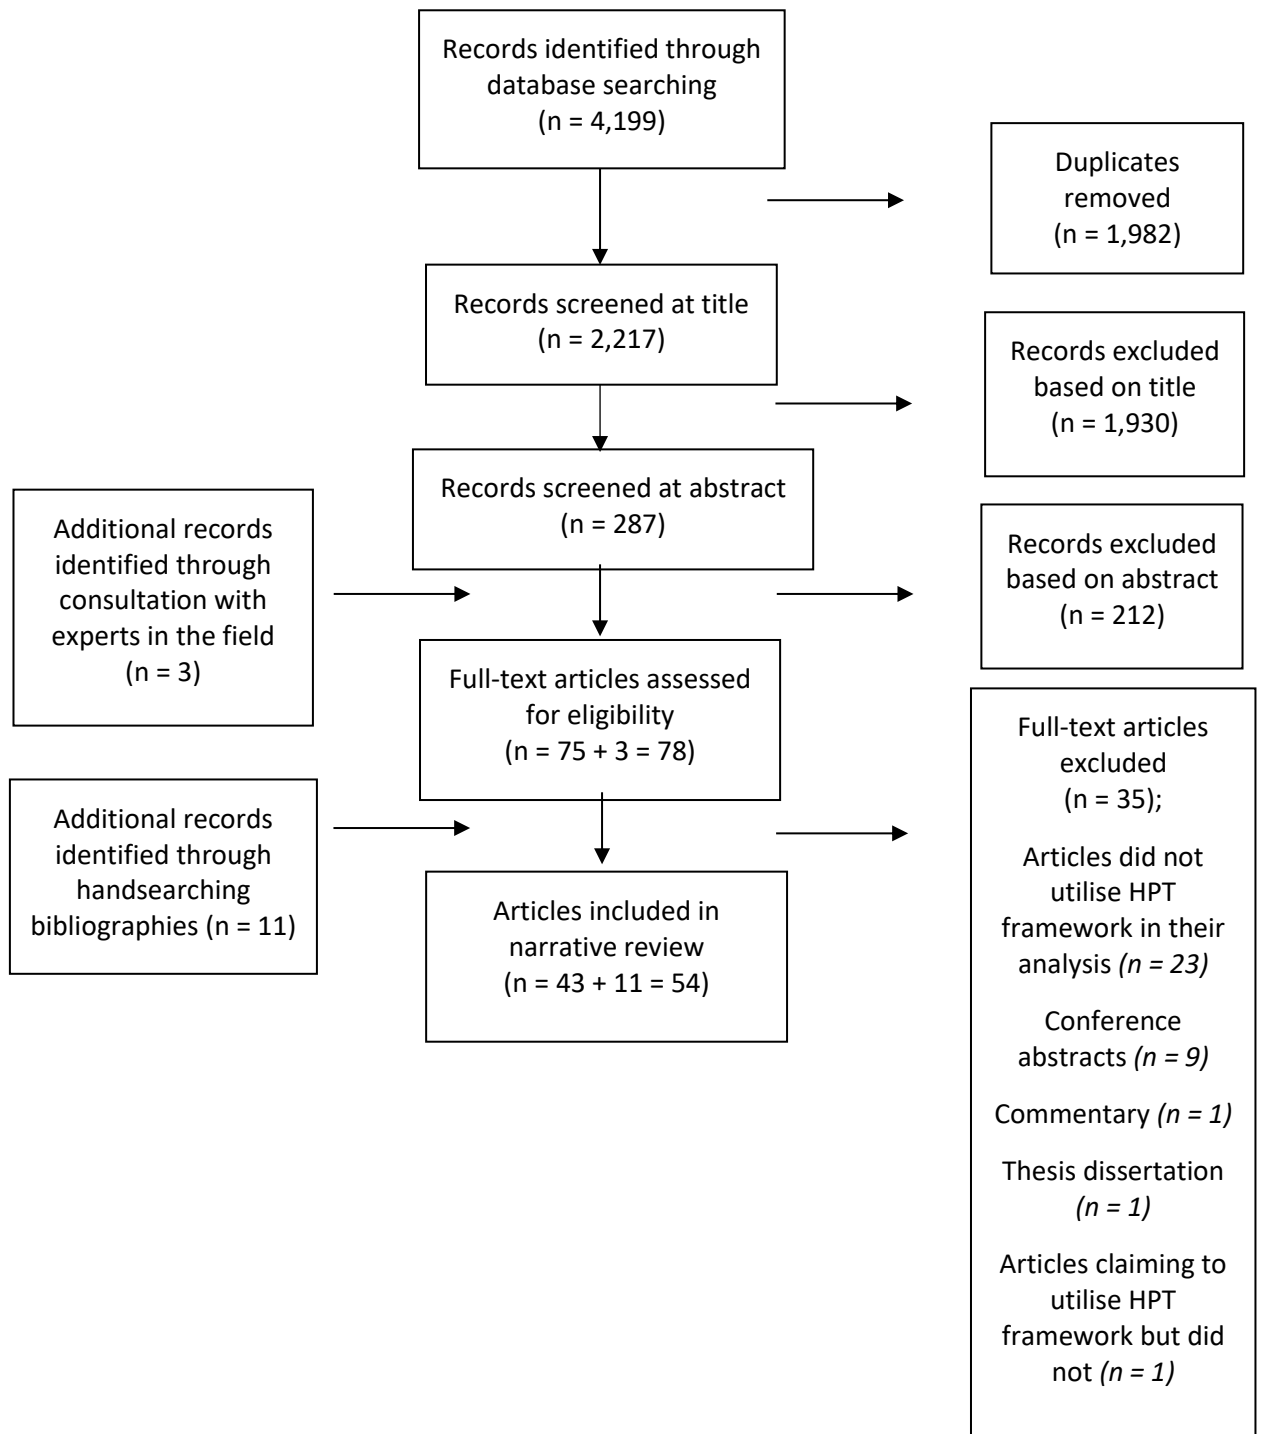 Records identified through
database searching
(n = 4,199)
Duplicates
removed
(n = 1,982)
Records screened at title
(n = 2,217)
Records excluded
based on title
(n = 1,930)
Records screened at abstract
(n = 287)
Additional records
identified through
consultation with
experts in the field
(n = 3)
Records excluded
based on abstract
(n = 212)
Full-text articles assessed
for eligibility
(n = 75 + 3 = 78)
Additional records
identified through
handsearching
bibliographies (n = 11)
Full-text articles
excluded
(n = 35);
Articles did not
utilise HPT
framework in their
analysis (n = 23)
Conference
abstracts (n = 9)
Commentary (n = 1)
Thesis dissertation
(n = 1)
Articles claiming to
utilise HPT
framework but did
not (n = 1)
Articles included in
narrative review
(n = 43 + 11 = 54)